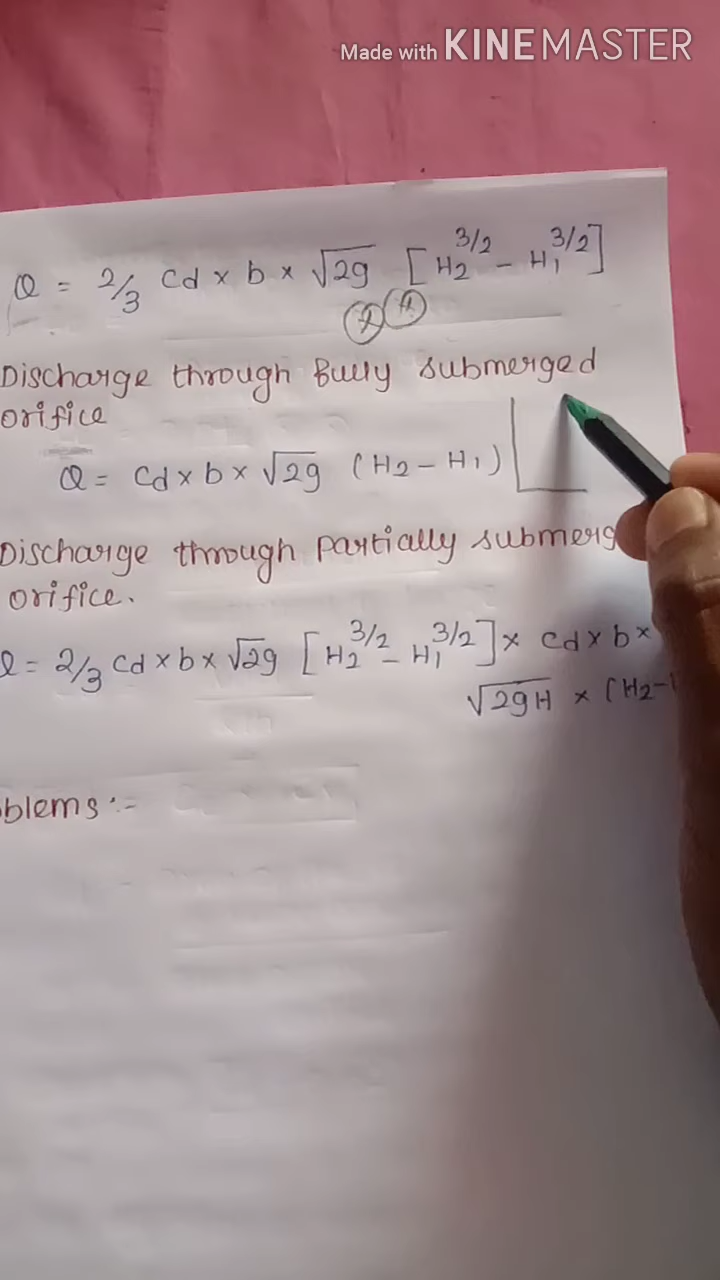 Made with KINEMASTER
Q = 2/3 Cd × b × √2g [H₂^3/2 − H₁^3/2]
Discharge through fully submerged
orifice
Q = Cd × b × √2g (H₂ − H₁)
Discharge through partially submerg
orifice.
Q = 2/3 Cd × b × √2g [H₂^3/2 − H₁^3/2] × Cd × b ×
√2gH × (H₂−
oblems :-